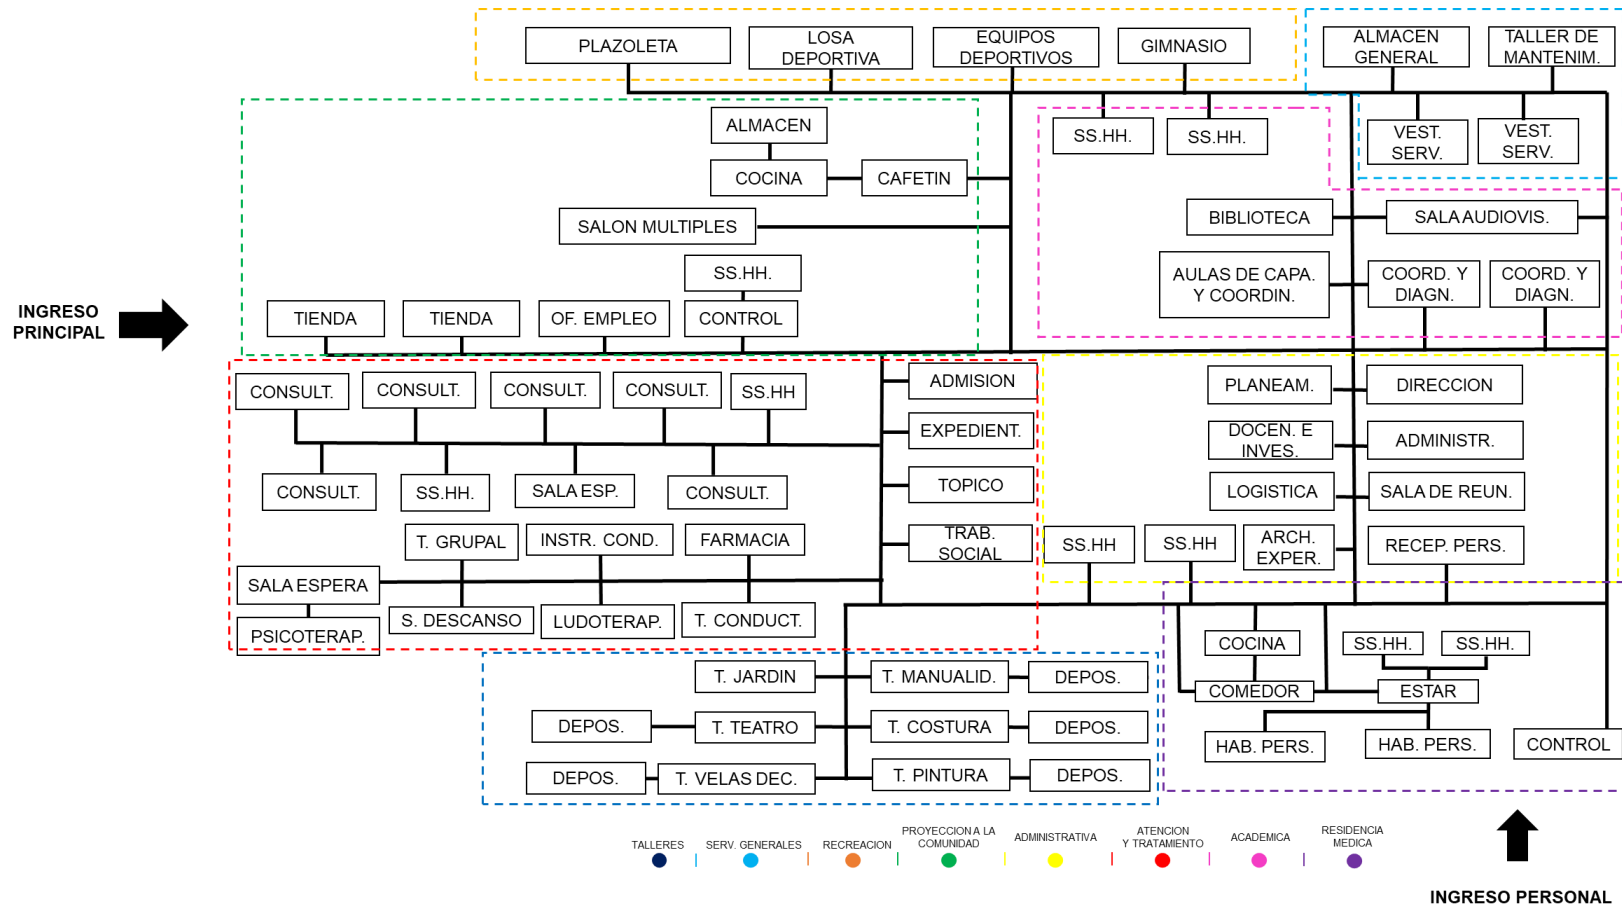 PLAZOLETA
LOSA
DEPORTIVA
EQUIPOS
DEPORTIVOS
GIMNASIO
ALMACEN
GENERAL
TALLER DE
MANTENIM.
ALMACEN
SS.HH.
SS.HH.
VEST.
SERV.
VEST.
SERV.
COCINA
CAFETIN
SALON MULTIPLES
BIBLIOTECA
SALA AUDIOVIS.
SS.HH.
AULAS DE CAPA.
Y COORDIN.
COORD. Y
DIAGN.
COORD. Y
DIAGN.
INGRESO
PRINCIPAL
TIENDA
TIENDA
OF. EMPLEO
CONTROL
CONSULT.
CONSULT.
CONSULT.
CONSULT.
SS.HH
ADMISION
PLANEAM.
DIRECCION
EXPEDIENT.
DOCEN. E
INVES.
ADMINISTR.
CONSULT.
SS.HH.
SALA ESP.
CONSULT.
TOPICO
LOGISTICA
SALA DE REUN.
T. GRUPAL
INSTR. COND.
FARMACIA
TRAB.
SOCIAL
SS.HH
SS.HH
ARCH.
EXPER.
RECEP. PERS.
SALA ESPERA
S. DESCANSO
LUDOTERAP.
T. CONDUCT.
PSICOTERAP.
COCINA
SS.HH.
SS.HH.
T. JARDIN
T. MANUALID.
DEPOS.
COMEDOR
ESTAR
DEPOS.
T. TEATRO
T. COSTURA
DEPOS.
HAB. PERS.
HAB. PERS.
CONTROL
DEPOS.
T. VELAS DEC.
T. PINTURA
DEPOS.
TALLERES
SERV. GENERALES
RECREACION
PROYECCION A LA
COMUNIDAD
ADMINISTRATIVA
ATENCION
Y TRATAMIENTO
ACADEMICA
RESIDENCIA
MEDICA
INGRESO PERSONAL